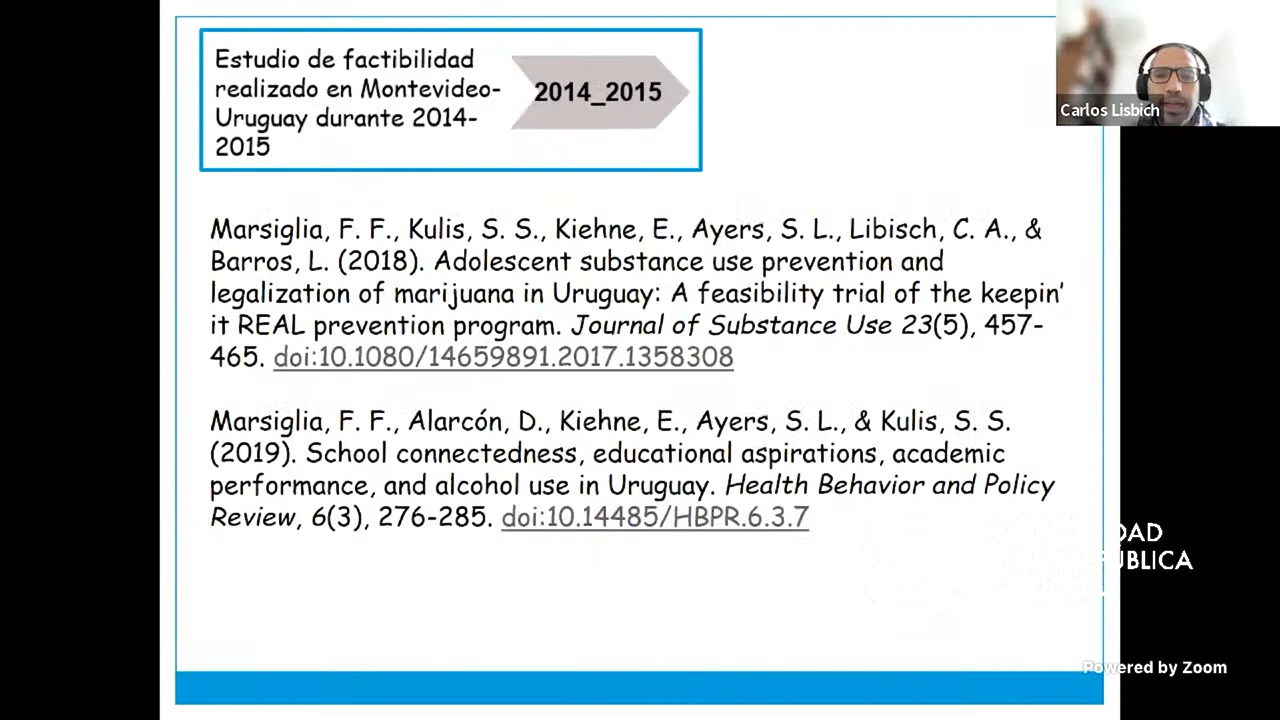 Estudio de factibilidad
realizado en Montevideo-
Uruguay durante 2014-
2015
2014_2015
Carlos Lisbich
Marsiglia, F. F., Kulis, S. S., Kiehne, E., Ayers, S. L., Libisch, C. A., &
Barros, L. (2018). Adolescent substance use prevention and
legalization of marijuana in Uruguay: A feasibility trial of the keepin'
it REAL prevention program. Journal of Substance Use 23(5), 457-
465. doi:10.1080/14659891.2017.1358308
Marsiglia, F. F., Alarcón, D., Kiehne, E., Ayers, S. L., & Kulis, S. S.
(2019). School connectedness, educational aspirations, academic
performance, and alcohol use in Uruguay. Health Behavior and Policy
Review, 6(3), 276-285. doi:10.14485/HBPR.6.3.7
DAD
ÚBLICA
Powered by Zoom